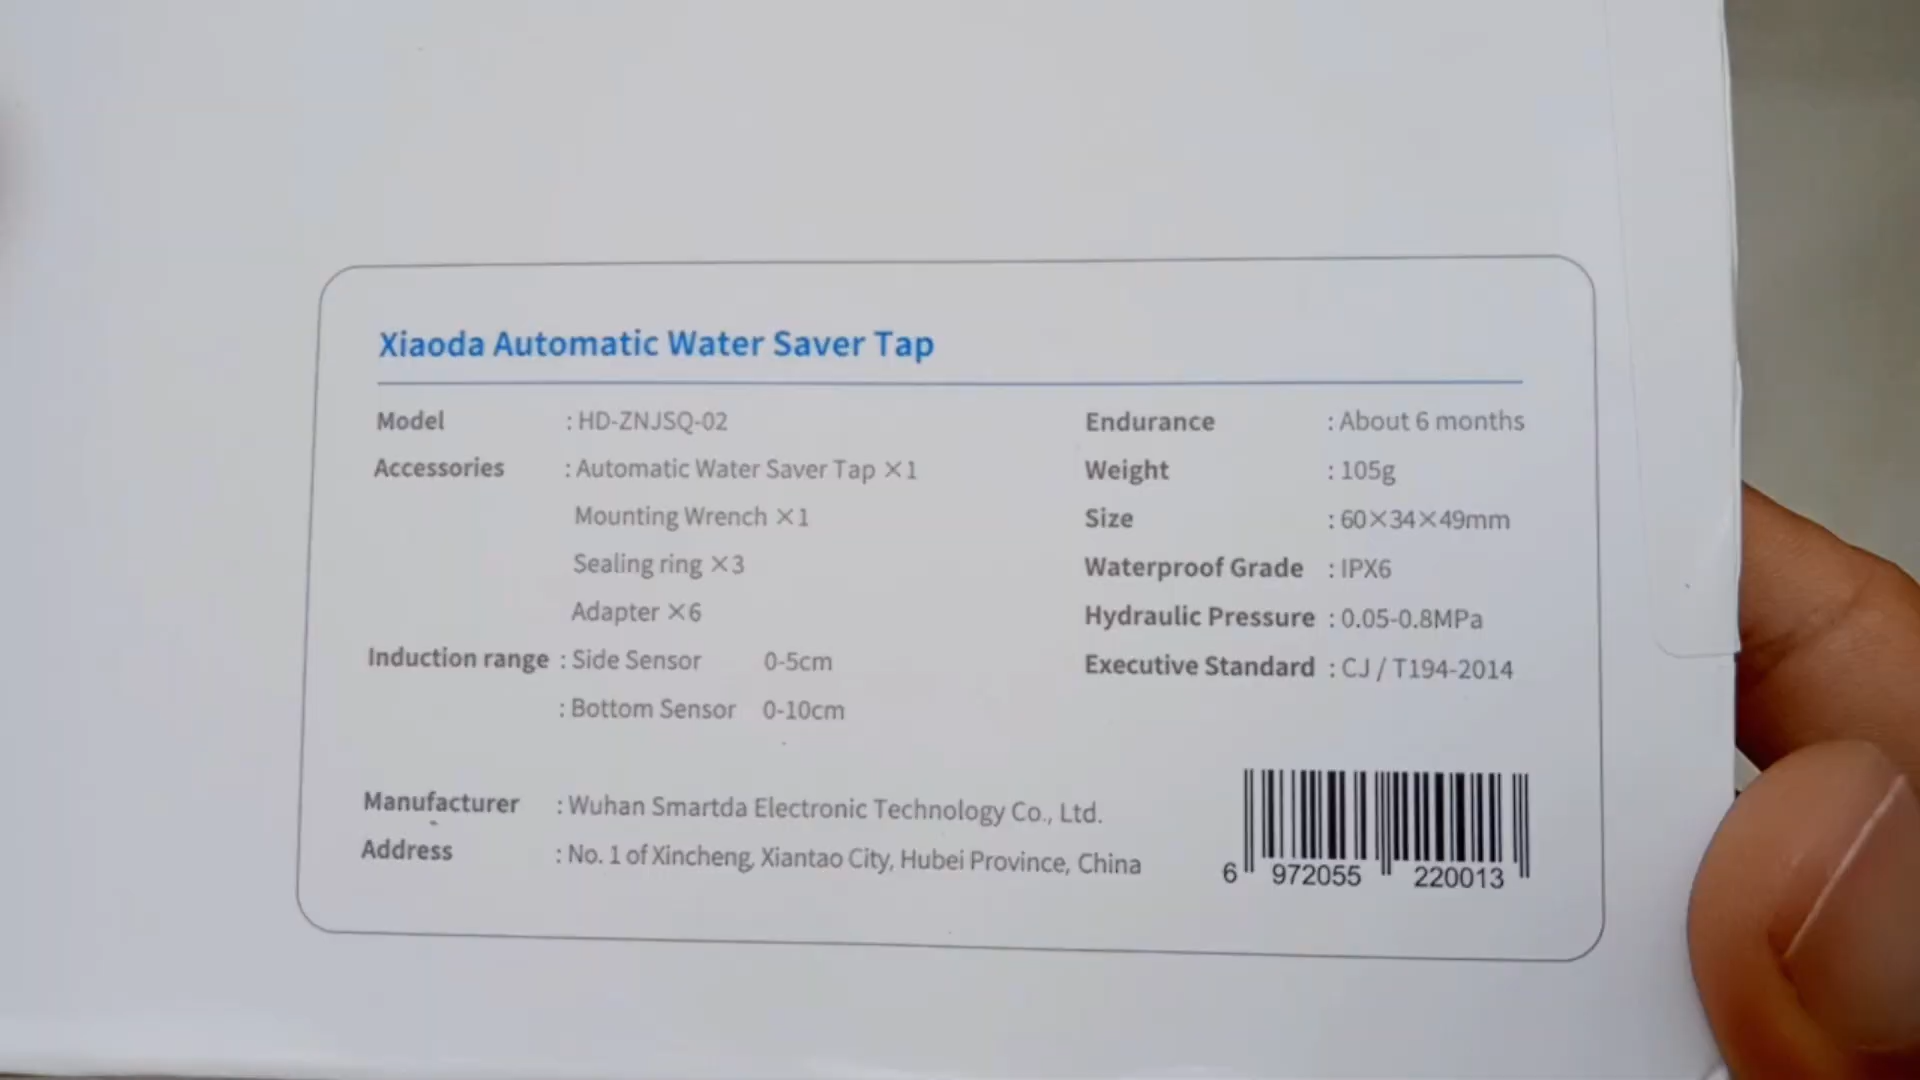 Xiaoda Automatic Water Saver Tap
Model : HD-ZNJSQ-02
Accessories : Automatic Water Saver Tap ×1
Mounting Wrench ×1
Sealing ring ×3
Adapter ×6
Induction range : Side Sensor 0-5cm
: Bottom Sensor 0-10cm
Endurance : About 6 months
Weight : 105g
Size : 60×34×49mm
Waterproof Grade : IPX6
Hydraulic Pressure : 0.05-0.8MPa
Executive Standard : CJ / T194-2014
Manufacturer : Wuhan Smartda Electronic Technology Co., Ltd.
Address : No. 1 of Xincheng, Xiantao City, Hubei Province, China
6 972055 220013